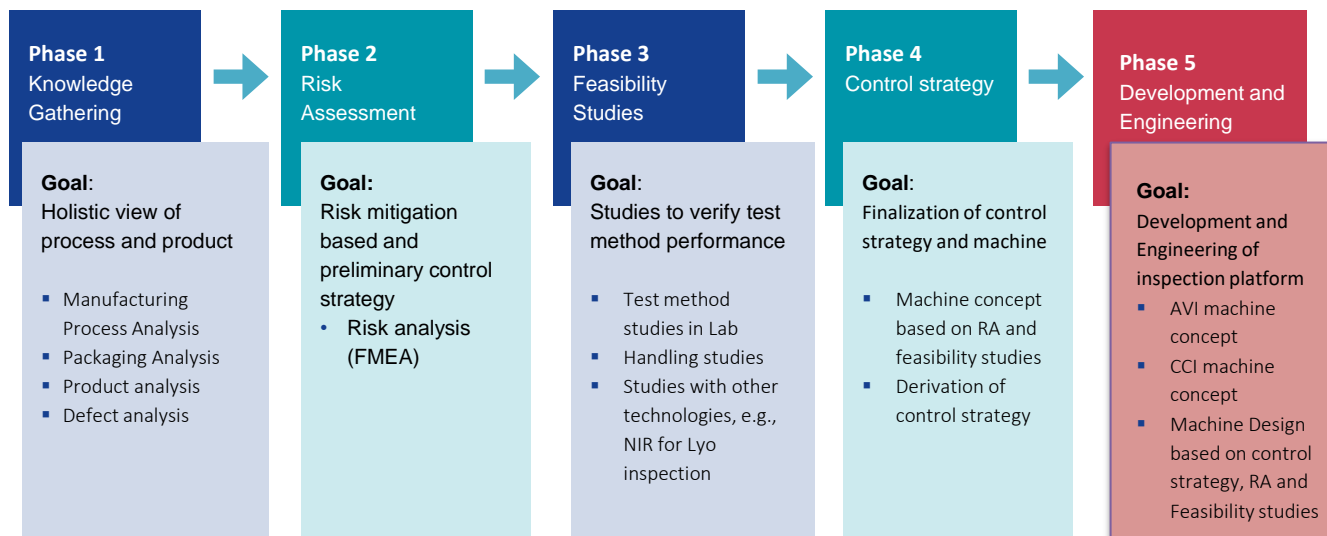 Phase 1
Knowledge
Gathering
Goal:
Holistic view of
process and product
▪ Manufacturing
Process Analysis
▪ Packaging Analysis
▪ Product analysis
▪ Defect analysis
Phase 2
Risk
Assessment
Goal:
Risk mitigation
based and
preliminary control
strategy
• Risk analysis
(FMEA)
Phase 3
Feasibility
Studies
Goal:
Studies to verify test
method performance
▪ Test method
studies in Lab
▪ Handling studies
▪ Studies with other
technologies, e.g.,
NIR for Lyo
inspection
Phase 4
Control strategy
Goal:
Finalization of control
strategy and machine
▪ Machine concept
based on RA and
feasibility studies
▪ Derivation of
control strategy
Phase 5
Development and
Engineering
Goal:
Development and
Engineering of
inspection platform
▪ AVI machine
concept
▪ CCI machine
concept
▪ Machine Design
based on control
strategy, RA and
Feasibility studies